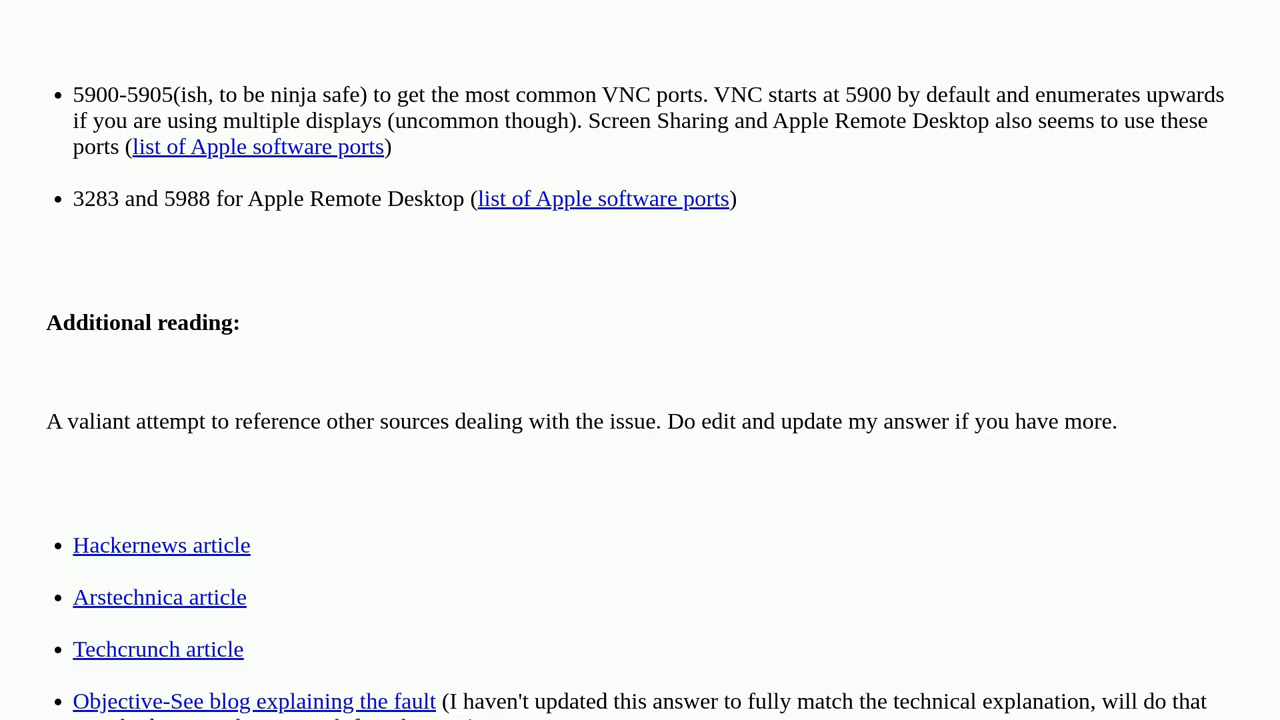 5900-5905(ish, to be ninja safe) to get the most common VNC ports. VNC starts at 5900 by default and enumerates upwards
if you are using multiple displays (uncommon though). Screen Sharing and Apple Remote Desktop also seems to use these
ports (list of Apple software ports)
3283 and 5988 for Apple Remote Desktop (list of Apple software ports)
Additional reading:
A valiant attempt to reference other sources dealing with the issue. Do edit and update my answer if you have more.
Hackernews article
Arstechnica article
Techcrunch article
Objective-See blog explaining the fault (I haven't updated this answer to fully match the technical explanation, will do that